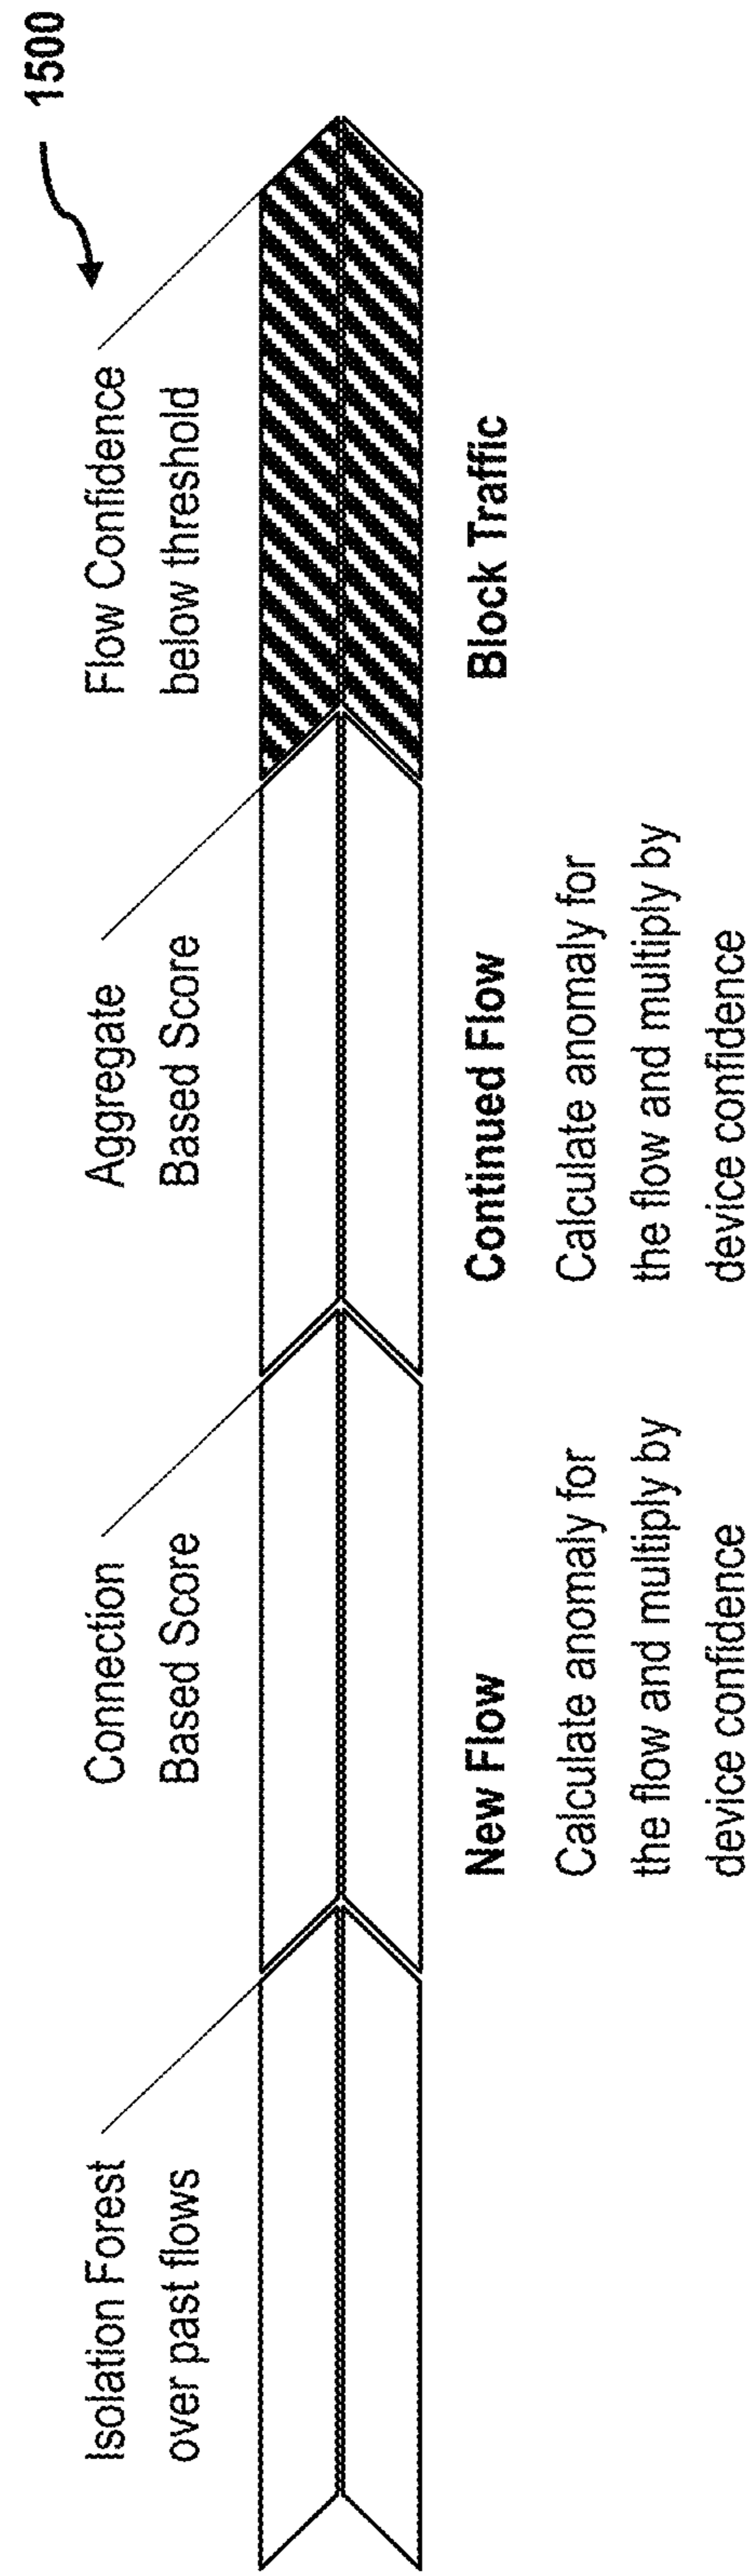 1500
Isolation Forest
over past flows
Connection
Based Score
Aggregate
Based Score
Flow Confidence
below threshold
New Flow
Calculate anomaly for
the flow and multiply by
device confidence
Continued Flow
Calculate anomaly for
the flow and multiply by
device confidence
Block Traffic